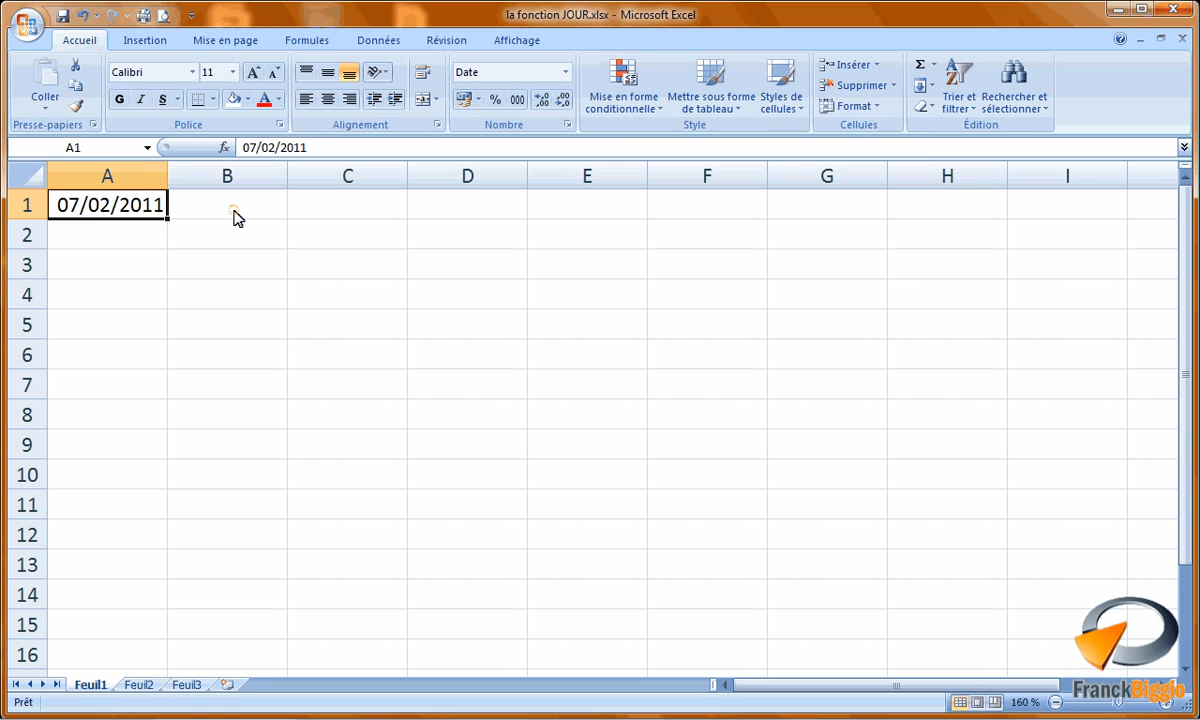 la fonction JOUR.xlsx - Microsoft Excel
Accueil Insertion Mise en page Formules Données Révision Affichage
Coller
Calibri 11
G I S
Date
% 000
Mise en forme conditionnelle
Mettre sous forme de tableau
Styles de cellules
Insérer
Supprimer
Format
Σ
Trier et filtrer
Rechercher et sélectionner
Presse-papiers Police Alignement Nombre Style Cellules Édition
A1 fx 07/02/2011
A B C D E F G H I
1 07/02/2011
2
3
4
5
6
7
8
9
10
11
12
13
14
15
16
Feuil1 Feuil2 Feuil3
Prêt 160 %
FranckBiggio